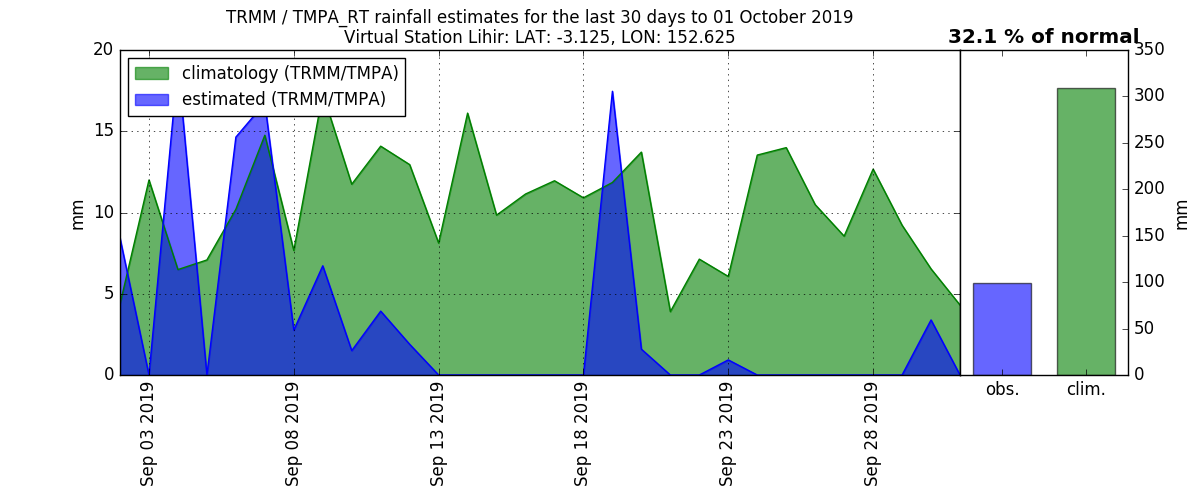 TRMM / TMPA_RT rainfall estimates for the last 30 days to 01 October 2019
Virtual Station Lihir: LAT: -3.125, LON: 152.625
32.1 % of normal
climatology (TRMM/TMPA)
estimated (TRMM/TMPA)
20
15
10
5
0
mm
Sep 03 2019
Sep 08 2019
Sep 13 2019
Sep 18 2019
Sep 23 2019
Sep 28 2019
350
300
250
200
150
100
50
0
mm
obs.
clim.